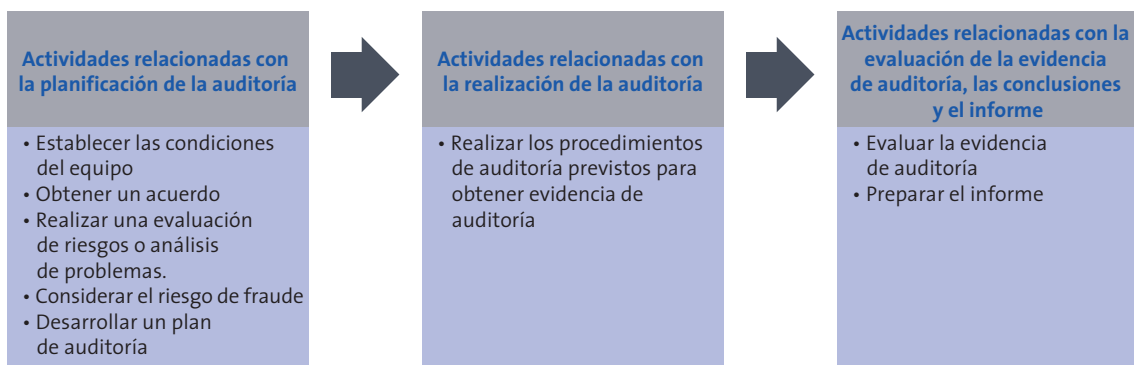 Actividades relacionadas con
la planificación de la auditoría
• Establecer las condiciones
del equipo
• Obtener un acuerdo
• Realizar una evaluación
de riesgos o análisis
de problemas.
• Considerar el riesgo de fraude
• Desarrollar un plan
de auditoría
Actividades relacionadas con
la realización de la auditoría
• Realizar los procedimientos
de auditoría previstos para
obtener evidencia de
auditoría
Actividades relacionadas con la
evaluación de la evidencia
de auditoría, las conclusiones
y el informe
• Evaluar la evidencia
de auditoría
• Preparar el informe